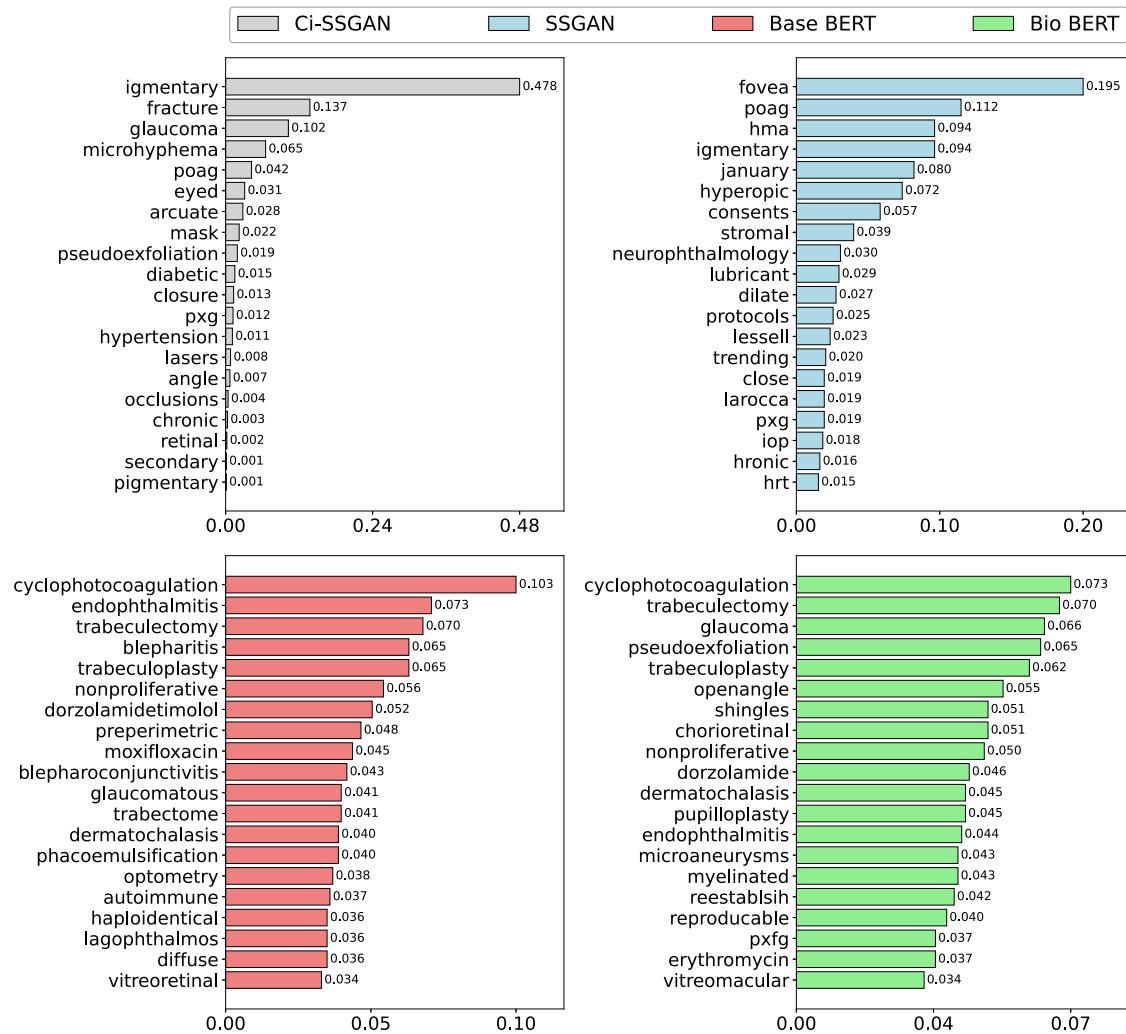 Ci-SSGAN SSGAN Base BERT Bio BERT
igmentary 0.478
fracture 0.137
glaucoma 0.102
microhyphema 0.065
poag 0.042
eyed 0.031
arcuate 0.028
mask 0.022
pseudoexfoliation 0.019
diabetic 0.015
closure 0.013
pxg 0.012
hypertension 0.011
lasers 0.008
angle 0.007
occlusions 0.004
chronic 0.003
retinal 0.002
secondary 0.001
pigmentary 0.001
0.00 0.24 0.48
fovea 0.195
poag 0.112
hma 0.094
igmentary 0.094
january 0.080
hyperopic 0.072
consents 0.057
stromal 0.039
neurophthalmology 0.030
lubricant 0.029
dilate 0.027
protocols 0.025
lessell 0.023
trending 0.020
close 0.019
larocca 0.019
pxg 0.019
iop 0.018
hronic 0.016
hrt 0.015
0.00 0.10 0.20
cyclophotocoagulation 0.103
endophthalmitis 0.073
trabeculectomy 0.070
blepharitis 0.065
trabeculoplasty 0.065
nonproliferative 0.056
dorzolamidetimolol 0.052
preperimetric 0.048
moxifloxacin 0.045
blepharoconjunctivitis 0.043
glaucomatous 0.041
trabectome 0.041
dermatochalasis 0.040
phacoemulsification 0.040
optometry 0.038
autoimmune 0.037
haploidentical 0.036
lagophthalmos 0.036
diffuse 0.036
vitreoretinal 0.034
0.00 0.05 0.10
cyclophotocoagulation 0.073
trabeculectomy 0.070
glaucoma 0.066
pseudoexfoliation 0.065
trabeculoplasty 0.062
openangle 0.055
shingles 0.051
chorioretinal 0.051
nonproliferative 0.050
dorzolamide 0.046
dermatochalasis 0.045
pupilloplasty 0.045
endophthalmitis 0.044
microaneurysms 0.043
myelinated 0.043
reestablsih 0.042
reproducable 0.040
pxfg 0.037
erythromycin 0.037
vitreomacular 0.034
0.00 0.04 0.07